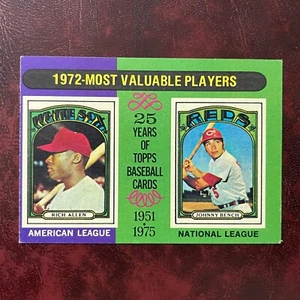 1972-MOST VALUABLE PLAYERS
WHITE SOX
RICH ALLEN
AMERICAN LEAGUE
25
YEARS
OF
TOPPS
BASEBALL
CARDS
1951
1975
REDS
JOHNNY BENCH
NATIONAL LEAGUE